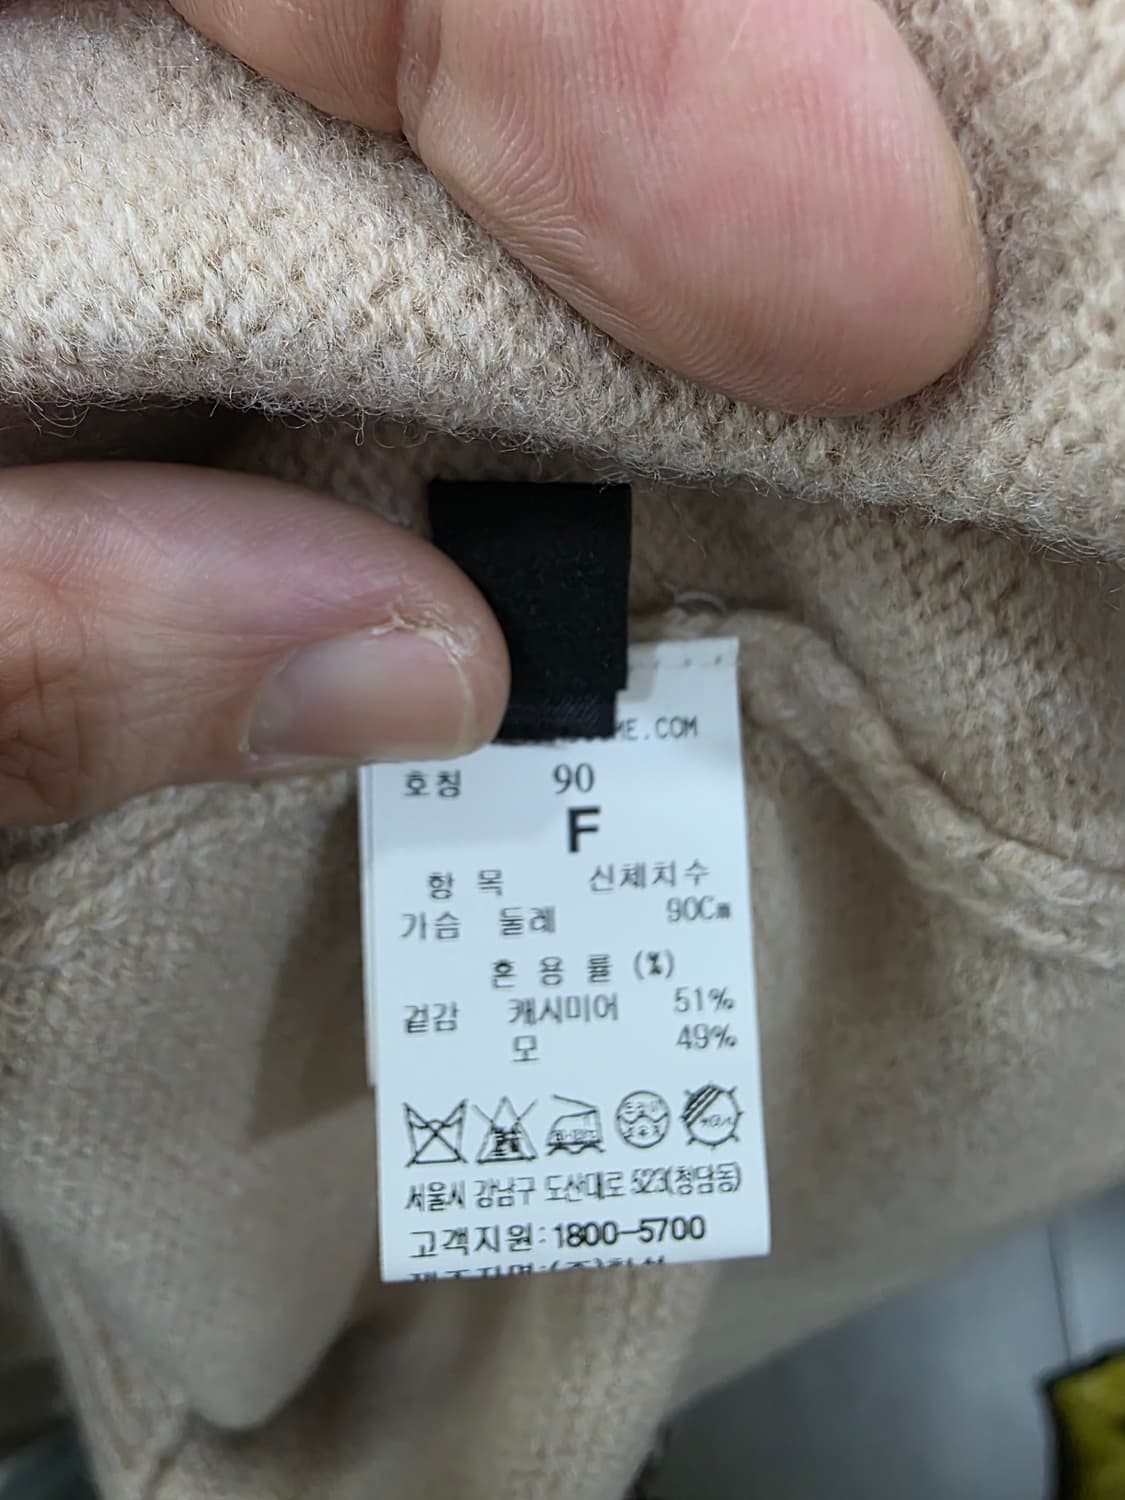 ME.COM
호칭 90
F
항 목 신체치수
가슴 둘레 90Cm
혼 용 률 (%)
겉감 캐시미어 51%
모 49%
서울시 강남구 도산대로 523(청담동)
고객지원:1800-5700